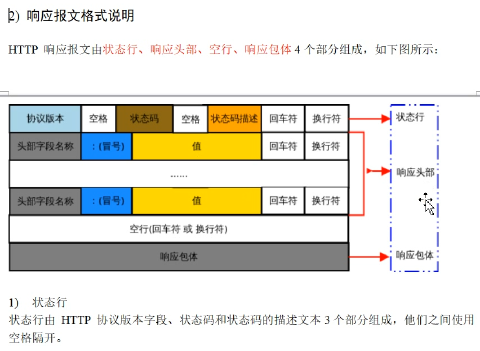 2) 响应报文格式说明
HTTP 响应报文由状态行、响应头部、空行、响应包体 4 个部分组成，如下图所示：
协议版本 空格 状态码 空格 状态码描述 回车符 换行符 状态行
头部字段名称 ：(冒号) 值 回车符 换行符
...... 响应头部
头部字段名称 ：(冒号) 值 回车符 换行符
空行(回车符 或 换行符)
响应包体 响应包体
1) 状态行
状态行由 HTTP 协议版本字段、状态码和状态码的描述文本 3 个部分组成，他们之间使用
空格隔开。